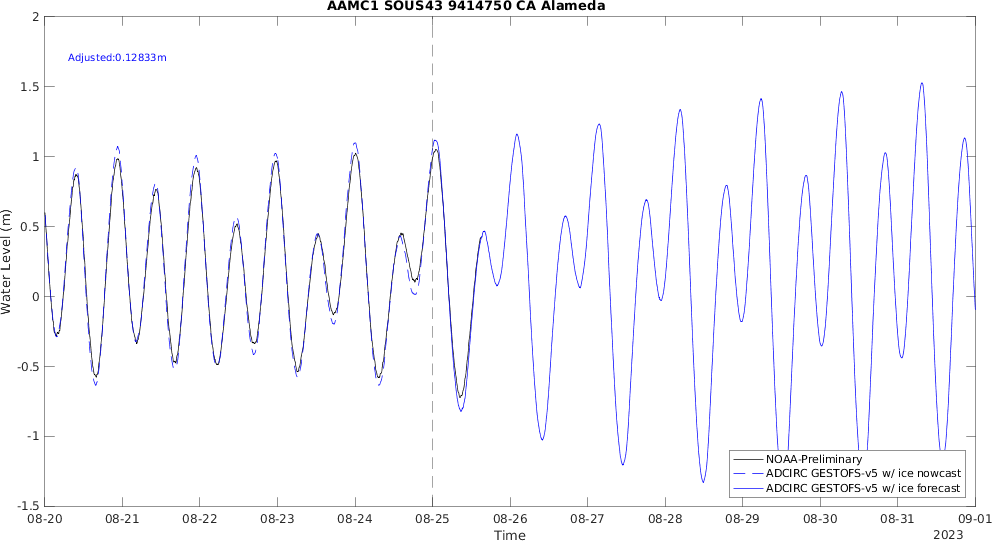 AAMC1 SOUS43 9414750 CA Alameda
Adjusted:0.12833m
2
1.5
1
0.5
0
-0.5
-1
-1.5
Water Level (m)
NOAA-Preliminary
ADCIRC GESTOFS-v5 w/ ice nowcast
ADCIRC GESTOFS-v5 w/ ice forecast
08-20 08-21 08-22 08-23 08-24 08-25 08-26 08-27 08-28 08-29 08-30 08-31 09-01
Time
2023